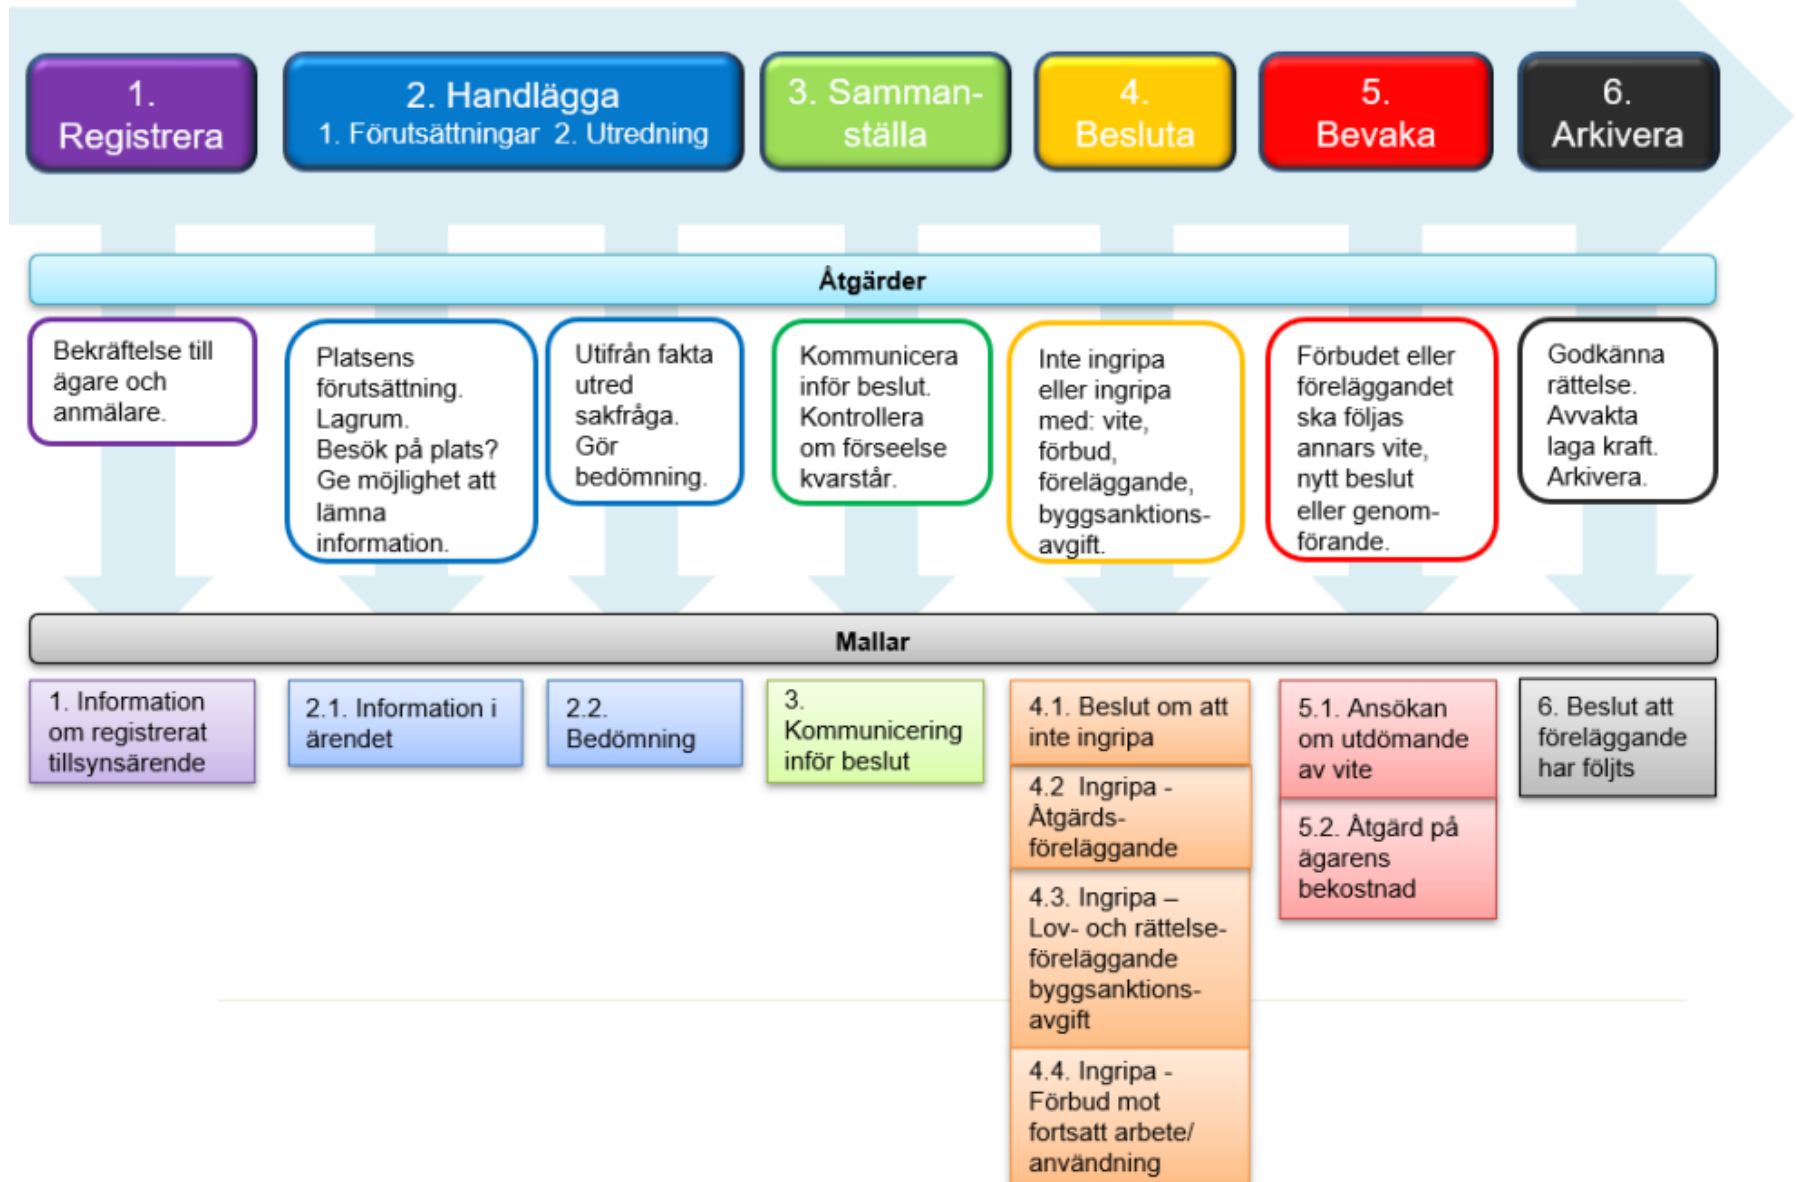 1.
Registrera
2. Handlägga
1. Förutsättningar 2. Utredning
3. Samman-
ställa
4.
Besluta
5.
Bevaka
6.
Arkivera
Åtgärder
Bekräftelse till
ägare och
anmälare.
Platsens
förutsättning.
Lagrum.
Besök på plats?
Ge möjlighet att
lämna
information.
Utifrån fakta
utred
sakfråga.
Gör
bedömning.
Kommunicera
inför beslut.
Kontrollera
om förseelse
kvarstår.
Inte ingripa
eller ingripa
med: vite,
förbud,
föreläggande,
byggsanktions-
avgift.
Förbudet eller
föreläggandet
ska följas
annars vite,
nytt beslut
eller genom-
förande.
Godkänna
rättelse.
Avvakta
laga kraft.
Arkivera.
Mallar
1. Information
om registrerat
tillsynsärende
2.1. Information i
ärendet
2.2.
Bedömning
3.
Kommunicering
inför beslut
4.1. Beslut om att
inte ingripa
4.2 Ingripa -
Åtgärds-
föreläggande
4.3. Ingripa –
Lov- och rättelse-
föreläggande
byggsanktions-
avgift
4.4. Ingripa -
Förbud mot
fortsatt arbete/
användning
5.1. Ansökan
om utdömande
av vite
5.2. Åtgärd på
ägarens
bekostnad
6. Beslut att
föreläggande
har följts